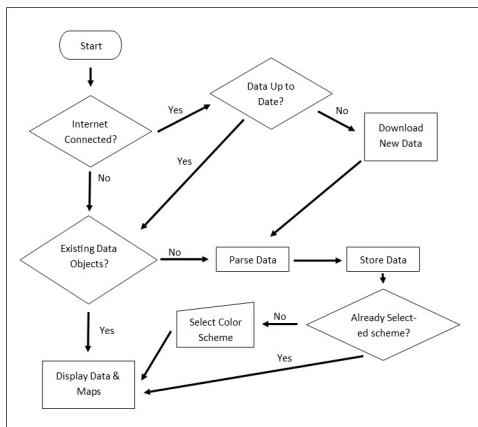 Start
Internet
Connected?
Yes
Data Up to
Date?
No
Download
New Data
Yes
No
Existing Data
Objects?
No
Parse Data
Store Data
Already Select-
ed scheme?
No
Select Color
Scheme
Yes
Display Data &
Maps
Yes